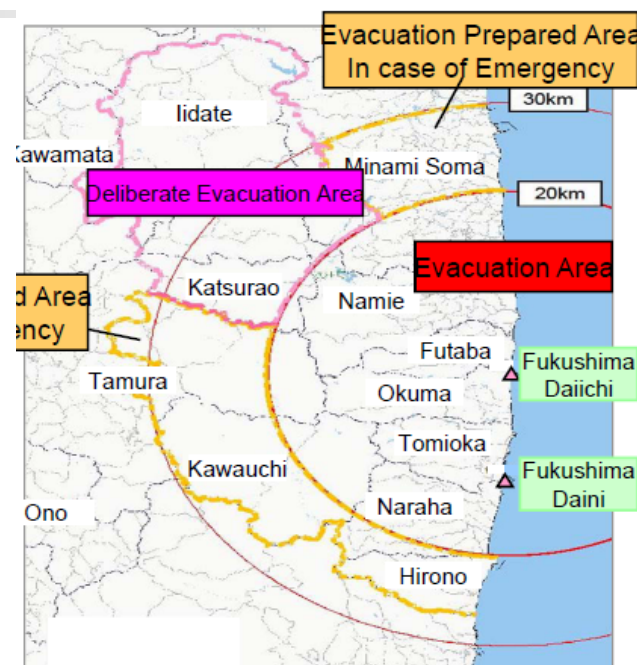 Evacuation Prepared Area
In case of Emergency
30km
Iidate
Kawamata
Minami Soma
Deliberate Evacuation Area
20km
Evacuation Area
Katsurao
Namie
d Area
ency
Futaba
Fukushima
Daiichi
Tamura
Okuma
Tomioka
Kawauchi
Fukushima
Daini
Naraha
Ono
Hirono